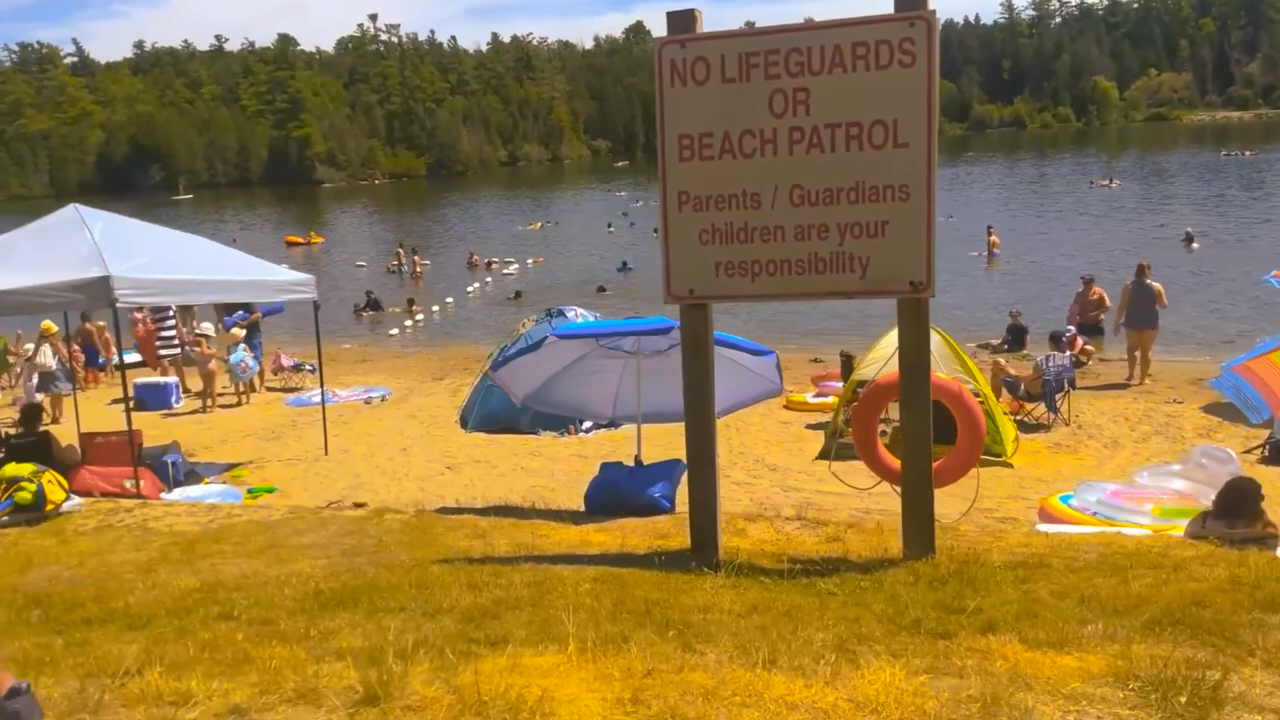 NO LIFEGUARDS
OR
BEACH PATROL
Parents / Guardians
children are your
responsibility